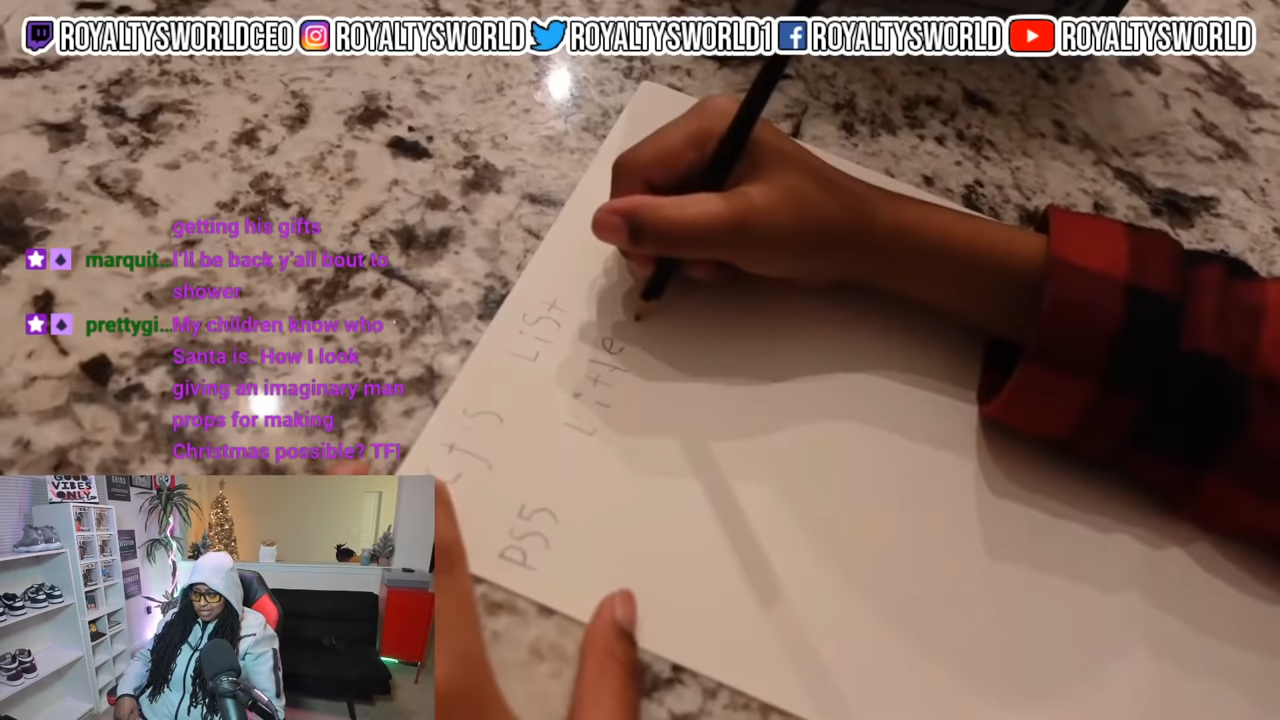 ROYALTYSWORLDCEO ROYALTYSWORLD ROYALTYSWORLD1 ROYALTYSWORLD ROYALTYSWORLD
getting his gifts
marquit... I'll be back y'all bout to
shower
prettygi... My children know who
Santa is. How I look
giving an imaginary man
props for making
Christmas possible? TF!
List
PS5
Little
GOOD
VIBES
ONLY